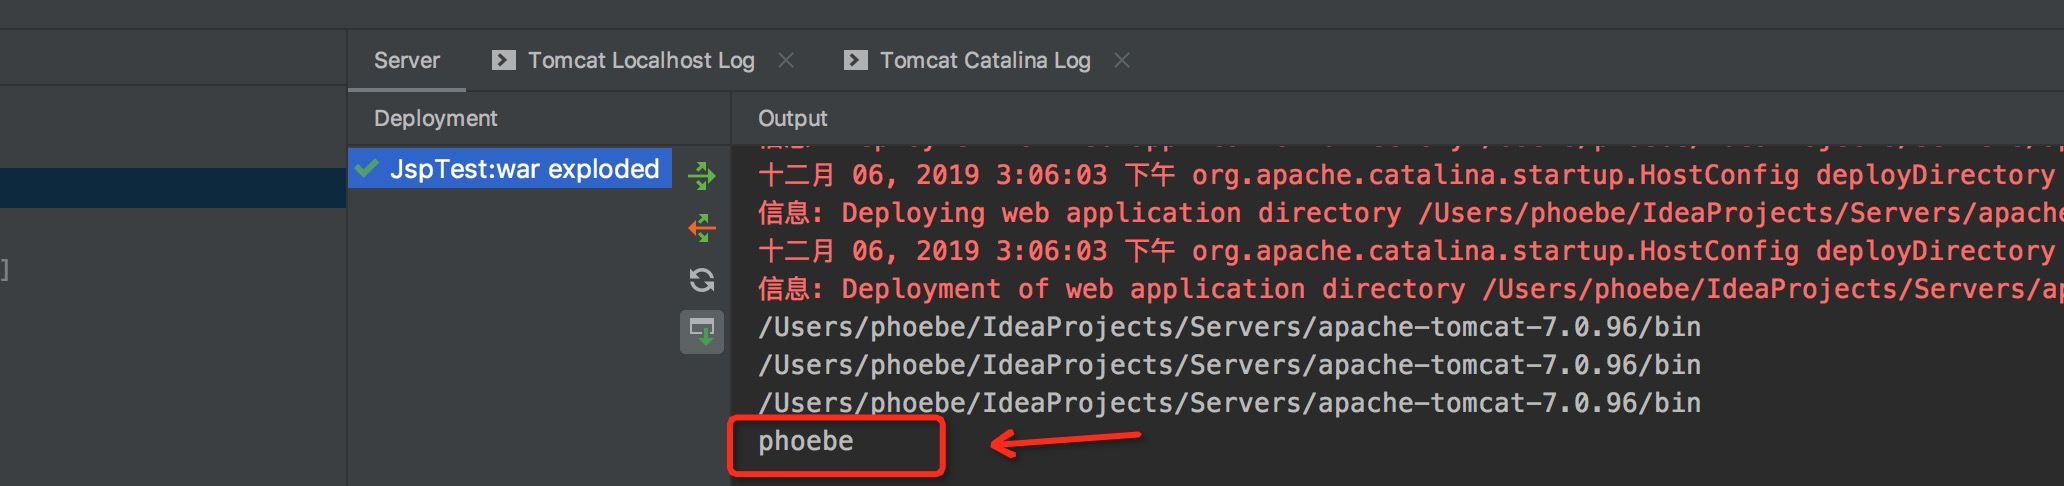 Server
Tomcat Localhost Log
Tomcat Catalina Log
Deployment
Output
JspTest:war exploded
十二月 06, 2019 3:06:03 下午 org.apache.catalina.startup.HostConfig deployDirectory
信息: Deploying web application directory /Users/phoebe/IdeaProjects/Servers/apache
十二月 06, 2019 3:06:03 下午 org.apache.catalina.startup.HostConfig deployDirectory
]
信息: Deployment of web application directory /Users/phoebe/IdeaProjects/Servers/ap
/Users/phoebe/IdeaProjects/Servers/apache-tomcat-7.0.96/bin
/Users/phoebe/IdeaProjects/Servers/apache-tomcat-7.0.96/bin
/Users/phoebe/IdeaProjects/Servers/apache-tomcat-7.0.96/bin
phoebe